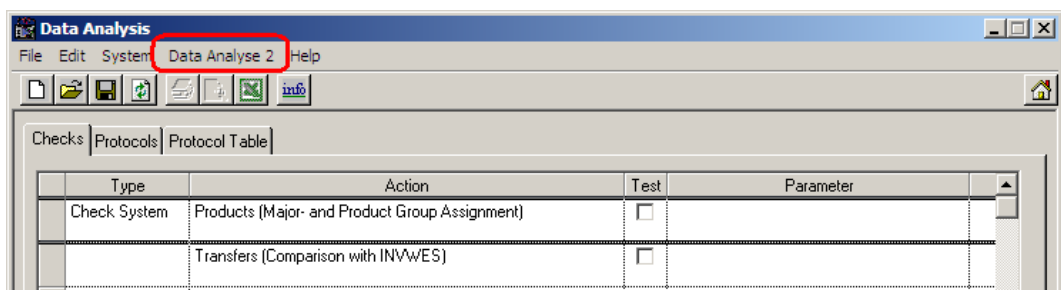 Data Analysis
File Edit System Data Analyse 2 Help
info
Checks Protocols Protocol Table
Type Action Test Parameter
Check System Products (Major- and Product Group Assignment)
Transfers (Comparison with INVWES)